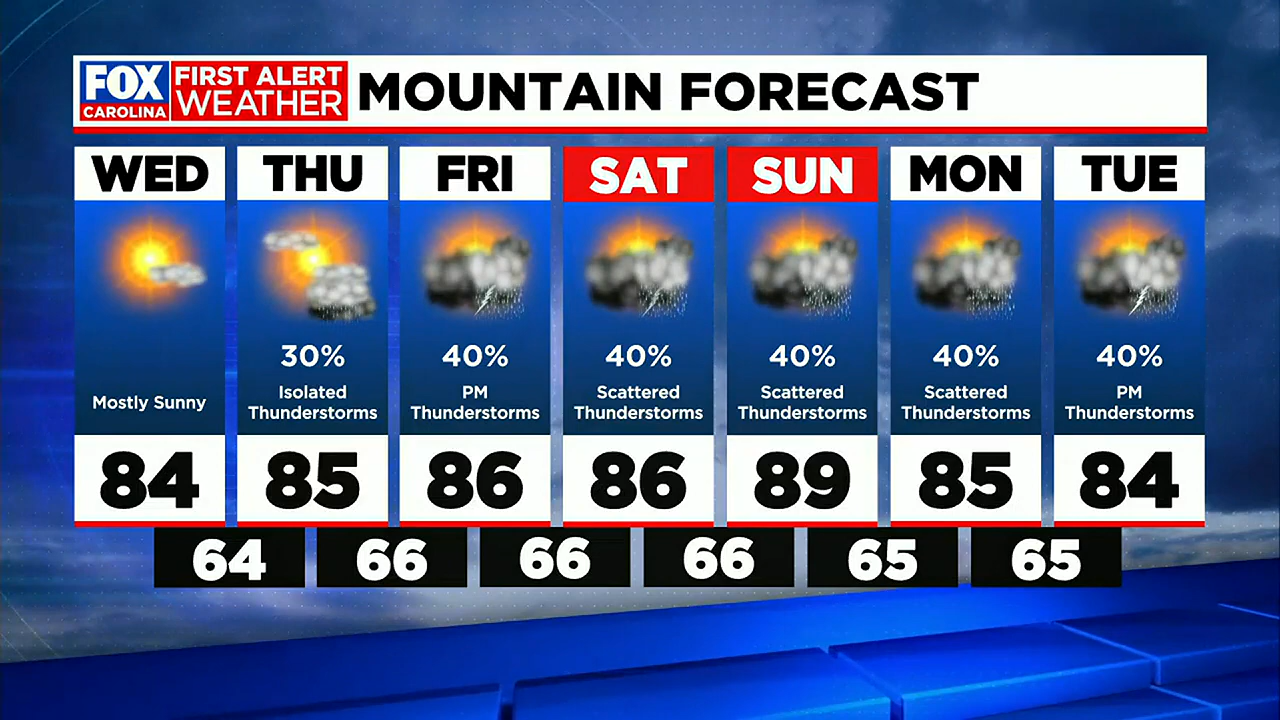 FOX
CAROLINA
FIRST ALERT
WEATHER
MOUNTAIN FORECAST
WED
THU
FRI
SAT
SUN
MON
TUE
30%
40%
40%
40%
40%
40%
Mostly Sunny
Isolated
Thunderstorms
PM
Thunderstorms
Scattered
Thunderstorms
Scattered
Thunderstorms
Scattered
Thunderstorms
PM
Thunderstorms
84
85
86
86
89
85
84
64
66
66
66
65
65